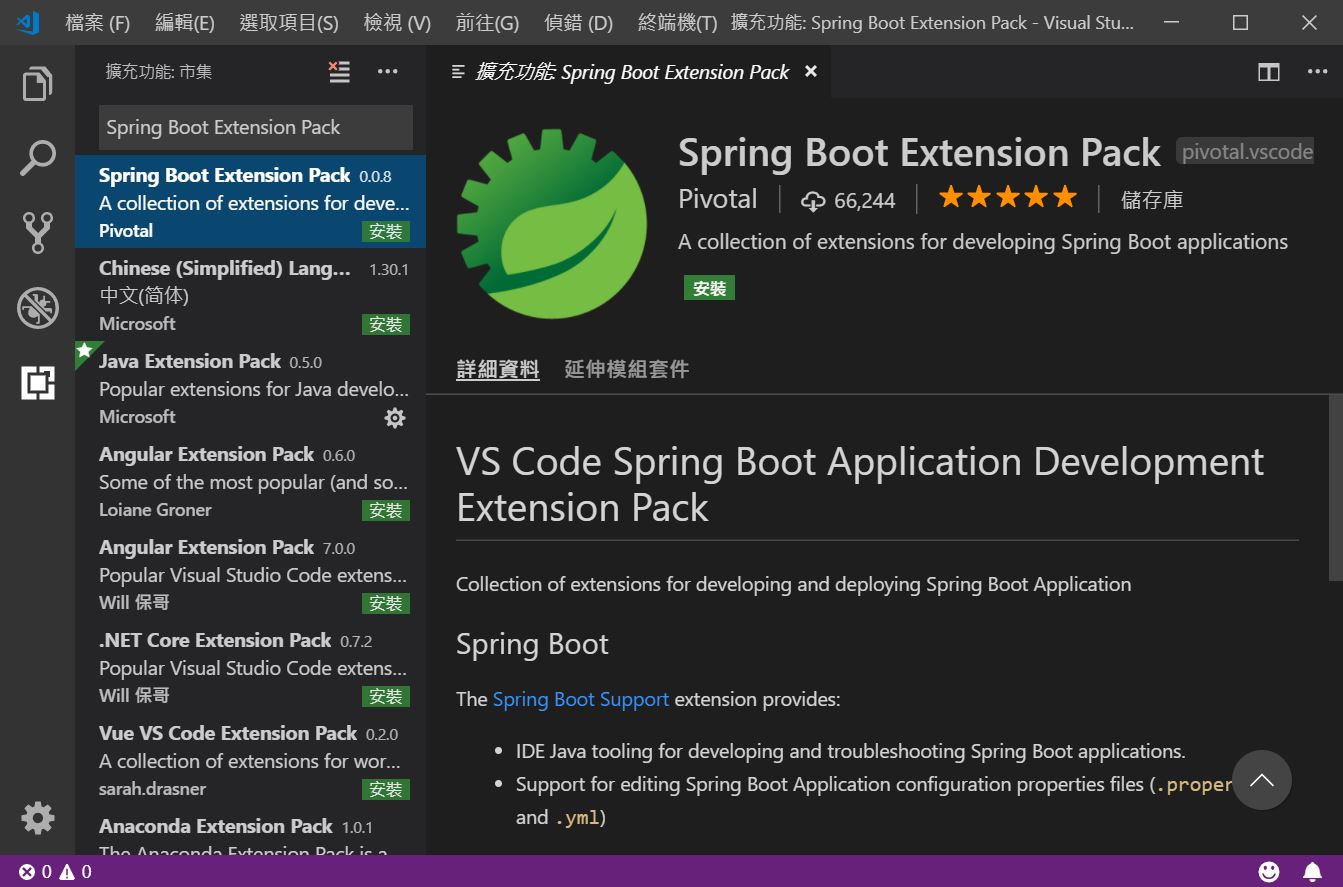 檔案 (F) 編輯(E) 選取項目(S) 檢視 (V) 前往(G) 偵錯 (D) 終端機(T) 擴充功能: Spring Boot Extension Pack - Visual Stu...
擴充功能: 市集
Spring Boot Extension Pack
Spring Boot Extension Pack 0.0.8
A collection of extensions for deve...
Pivotal 安裝
Chinese (Simplified) Lang... 1.30.1
中文(简体)
Microsoft 安裝
Java Extension Pack 0.5.0
Popular extensions for Java develo...
Microsoft
Angular Extension Pack 0.6.0
Some of the most popular (and so...
Loiane Groner 安裝
Angular Extension Pack 7.0.0
Popular Visual Studio Code extens...
Will 保哥 安裝
.NET Core Extension Pack 0.7.2
Popular Visual Studio Code extens...
Will 保哥 安裝
Vue VS Code Extension Pack 0.2.0
A collection of extensions for wor...
sarah.drasner 安裝
Anaconda Extension Pack 1.0.1
The Anaconda Extension Pack is a
擴充功能: Spring Boot Extension Pack
Spring Boot Extension Pack pivotal.vscode
Pivotal 66,244 儲存庫
A collection of extensions for developing Spring Boot applications
安裝
詳細資料 延伸模組套件
VS Code Spring Boot Application Development
Extension Pack
Collection of extensions for developing and deploying Spring Boot Application
Spring Boot
The Spring Boot Support extension provides:
• IDE Java tooling for developing and troubleshooting Spring Boot applications.
• Support for editing Spring Boot Application configuration properties files (.proper
and .yml)
0 0